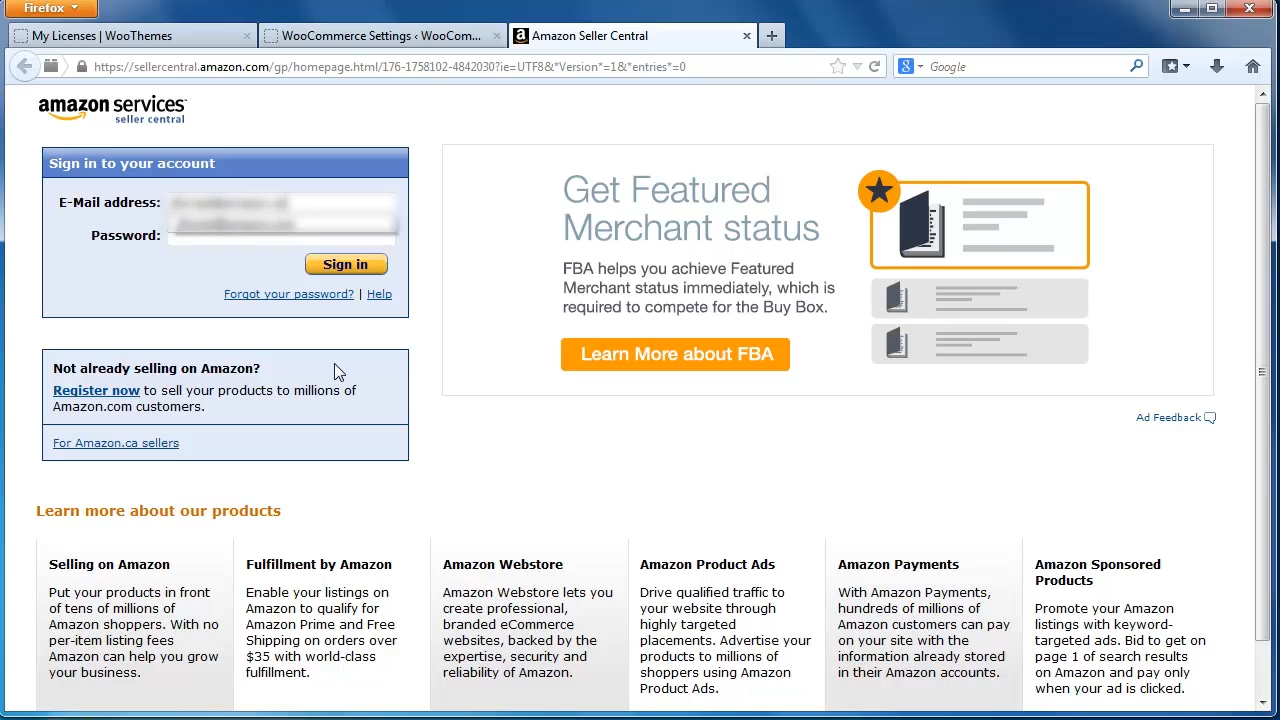 Firefox
My Licenses | WooThemes
WooCommerce Settings ‹ WooCom...
Amazon Seller Central
https://sellercentral.amazon.com/gp/homepage.html/176-1758102-4842030?ie=UTF8&*Version*=1&*entries*=0
Google
amazon services
seller central
Sign in to your account
E-Mail address:
Password:
Sign in
Forgot your password? | Help
Not already selling on Amazon?
Register now to sell your products to millions of
Amazon.com customers.
For Amazon.ca sellers
Get Featured
Merchant status
FBA helps you achieve Featured
Merchant status immediately, which is
required to compete for the Buy Box.
Learn More about FBA
Ad Feedback
Learn more about our products
Selling on Amazon
Put your products in front
of tens of millions of
Amazon shoppers. With no
per-item listing fees
Amazon can help you grow
your business.
Fulfillment by Amazon
Enable your listings on
Amazon to qualify for
Amazon Prime and Free
Shipping on orders over
$35 with world-class
fulfillment.
Amazon Webstore
Amazon Webstore lets you
create professional,
branded eCommerce
websites, backed by the
expertise, security and
reliability of Amazon.
Amazon Product Ads
Drive qualified traffic to
your website through
highly targeted
placements. Advertise your
products to millions of
shoppers using Amazon
Product Ads.
Amazon Payments
With Amazon Payments,
hundreds of millions of
Amazon customers can pay
on your site with the
information already stored
in their Amazon accounts.
Amazon Sponsored
Products
Promote your Amazon
listings with keyword-
targeted ads. Bid to get on
page 1 of search results
on Amazon and pay only
when your ad is clicked.